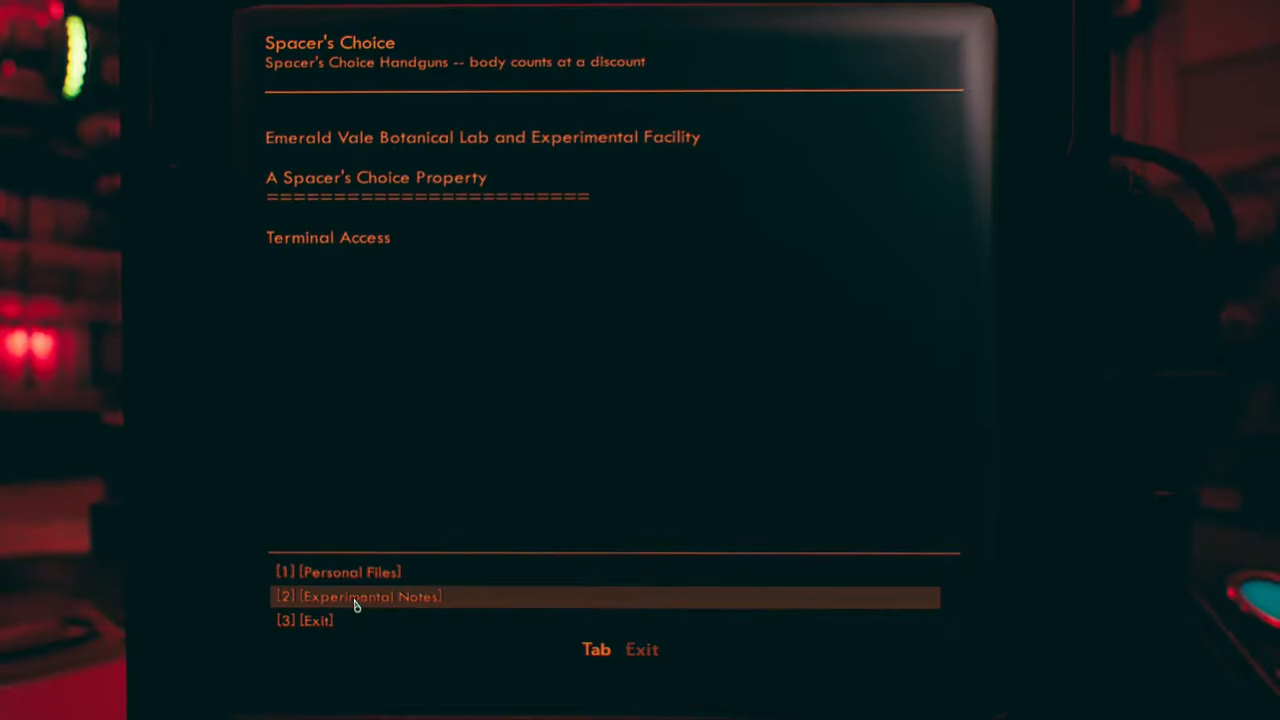 Spacer's Choice
Spacer's Choice Handguns -- body counts at a discount
Emerald Vale Botanical Lab and Experimental Facility
A Spacer's Choice Property
========================
Terminal Access
[1] [Personal Files]
[2] [Experimental Notes]
[3] [Exit]
Tab Exit